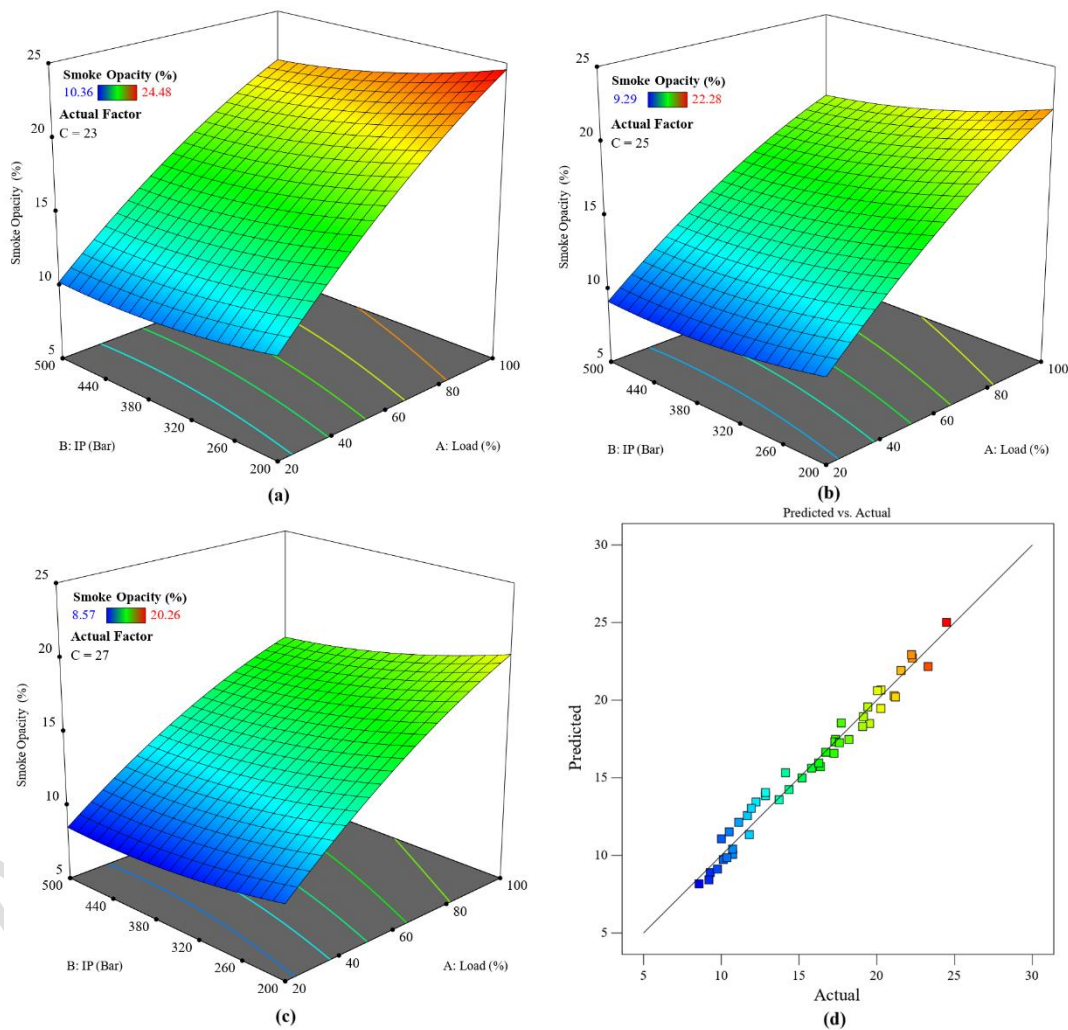 25
20
15
10
5
Smoke Opacity (%)
Smoke Opacity (%)
10.36 24.48
Actual Factor
C = 23
500
440
380
320
260
200
B: IP (Bar)
20
40
60
80
100
A: Load (%)
(a)
25
20
15
10
5
Smoke Opacity (%)
Smoke Opacity (%)
9.29 22.28
Actual Factor
C = 25
500
440
380
320
260
200
B: IP (Bar)
20
40
60
80
100
A: Load (%)
(b)
25
20
15
10
5
Smoke Opacity (%)
Smoke Opacity (%)
8.57 20.26
Actual Factor
C = 27
500
440
380
320
260
200
B: IP (Bar)
20
40
60
80
100
A: Load (%)
(c)
Predicted vs. Actual
30
25
20
15
10
5
Predicted
5 10 15 20 25 30
Actual
(d)